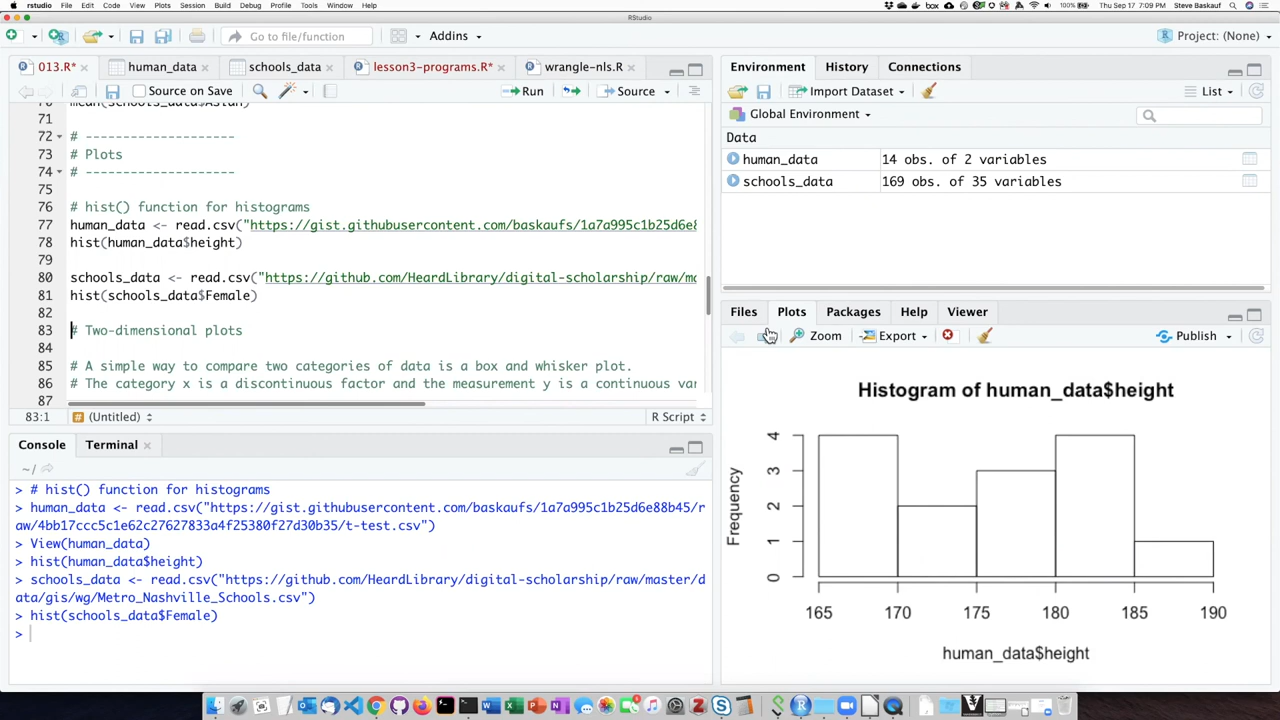 rstudio File Edit Code View Plots Session Build Debug Profile Tools Window Help box 100% Thu Sep 17 7:09 PM Steve Baskauf
RStudio
Go to file/function Addins Project: (None)
013.R* human_data schools_data lesson3-programs.R* wrangle-nls.R
Source on Save Run Source
70 mean(schools_data$Asian)
71
72 # --------------------
73 # Plots
74 # --------------------
75
76 # hist() function for histograms
77 human_data <- read.csv("https://gist.githubusercontent.com/baskaufs/1a7a995c1b25d6e8
78 hist(human_data$height)
79
80 schools_data <- read.csv("https://github.com/HeardLibrary/digital-scholarship/raw/ma
81 hist(schools_data$Female)
82
83 # Two-dimensional plots
84
85 # A simple way to compare two categories of data is a box and whisker plot.
86 # The category x is a discontinuous factor and the measurement y is a continuous var
87
83:1 # (Untitled) R Script
Console Terminal
~/
> # hist() function for histograms
> human_data <- read.csv("https://gist.githubusercontent.com/baskaufs/1a7a995c1b25d6e88b45/r
aw/4bb17ccc5c1e62c27627833a4f25380f27d30b35/t-test.csv")
> View(human_data)
> hist(human_data$height)
> schools_data <- read.csv("https://github.com/HeardLibrary/digital-scholarship/raw/master/d
ata/gis/wg/Metro_Nashville_Schools.csv")
> hist(schools_data$Female)
>
Environment History Connections
Import Dataset List
Global Environment
Data
human_data 14 obs. of 2 variables
schools_data 169 obs. of 35 variables
Files Plots Packages Help Viewer
Zoom Export Publish
Histogram of human_data$height
Frequency
4
3
2
1
0
165 170 175 180 185 190
human_data$height